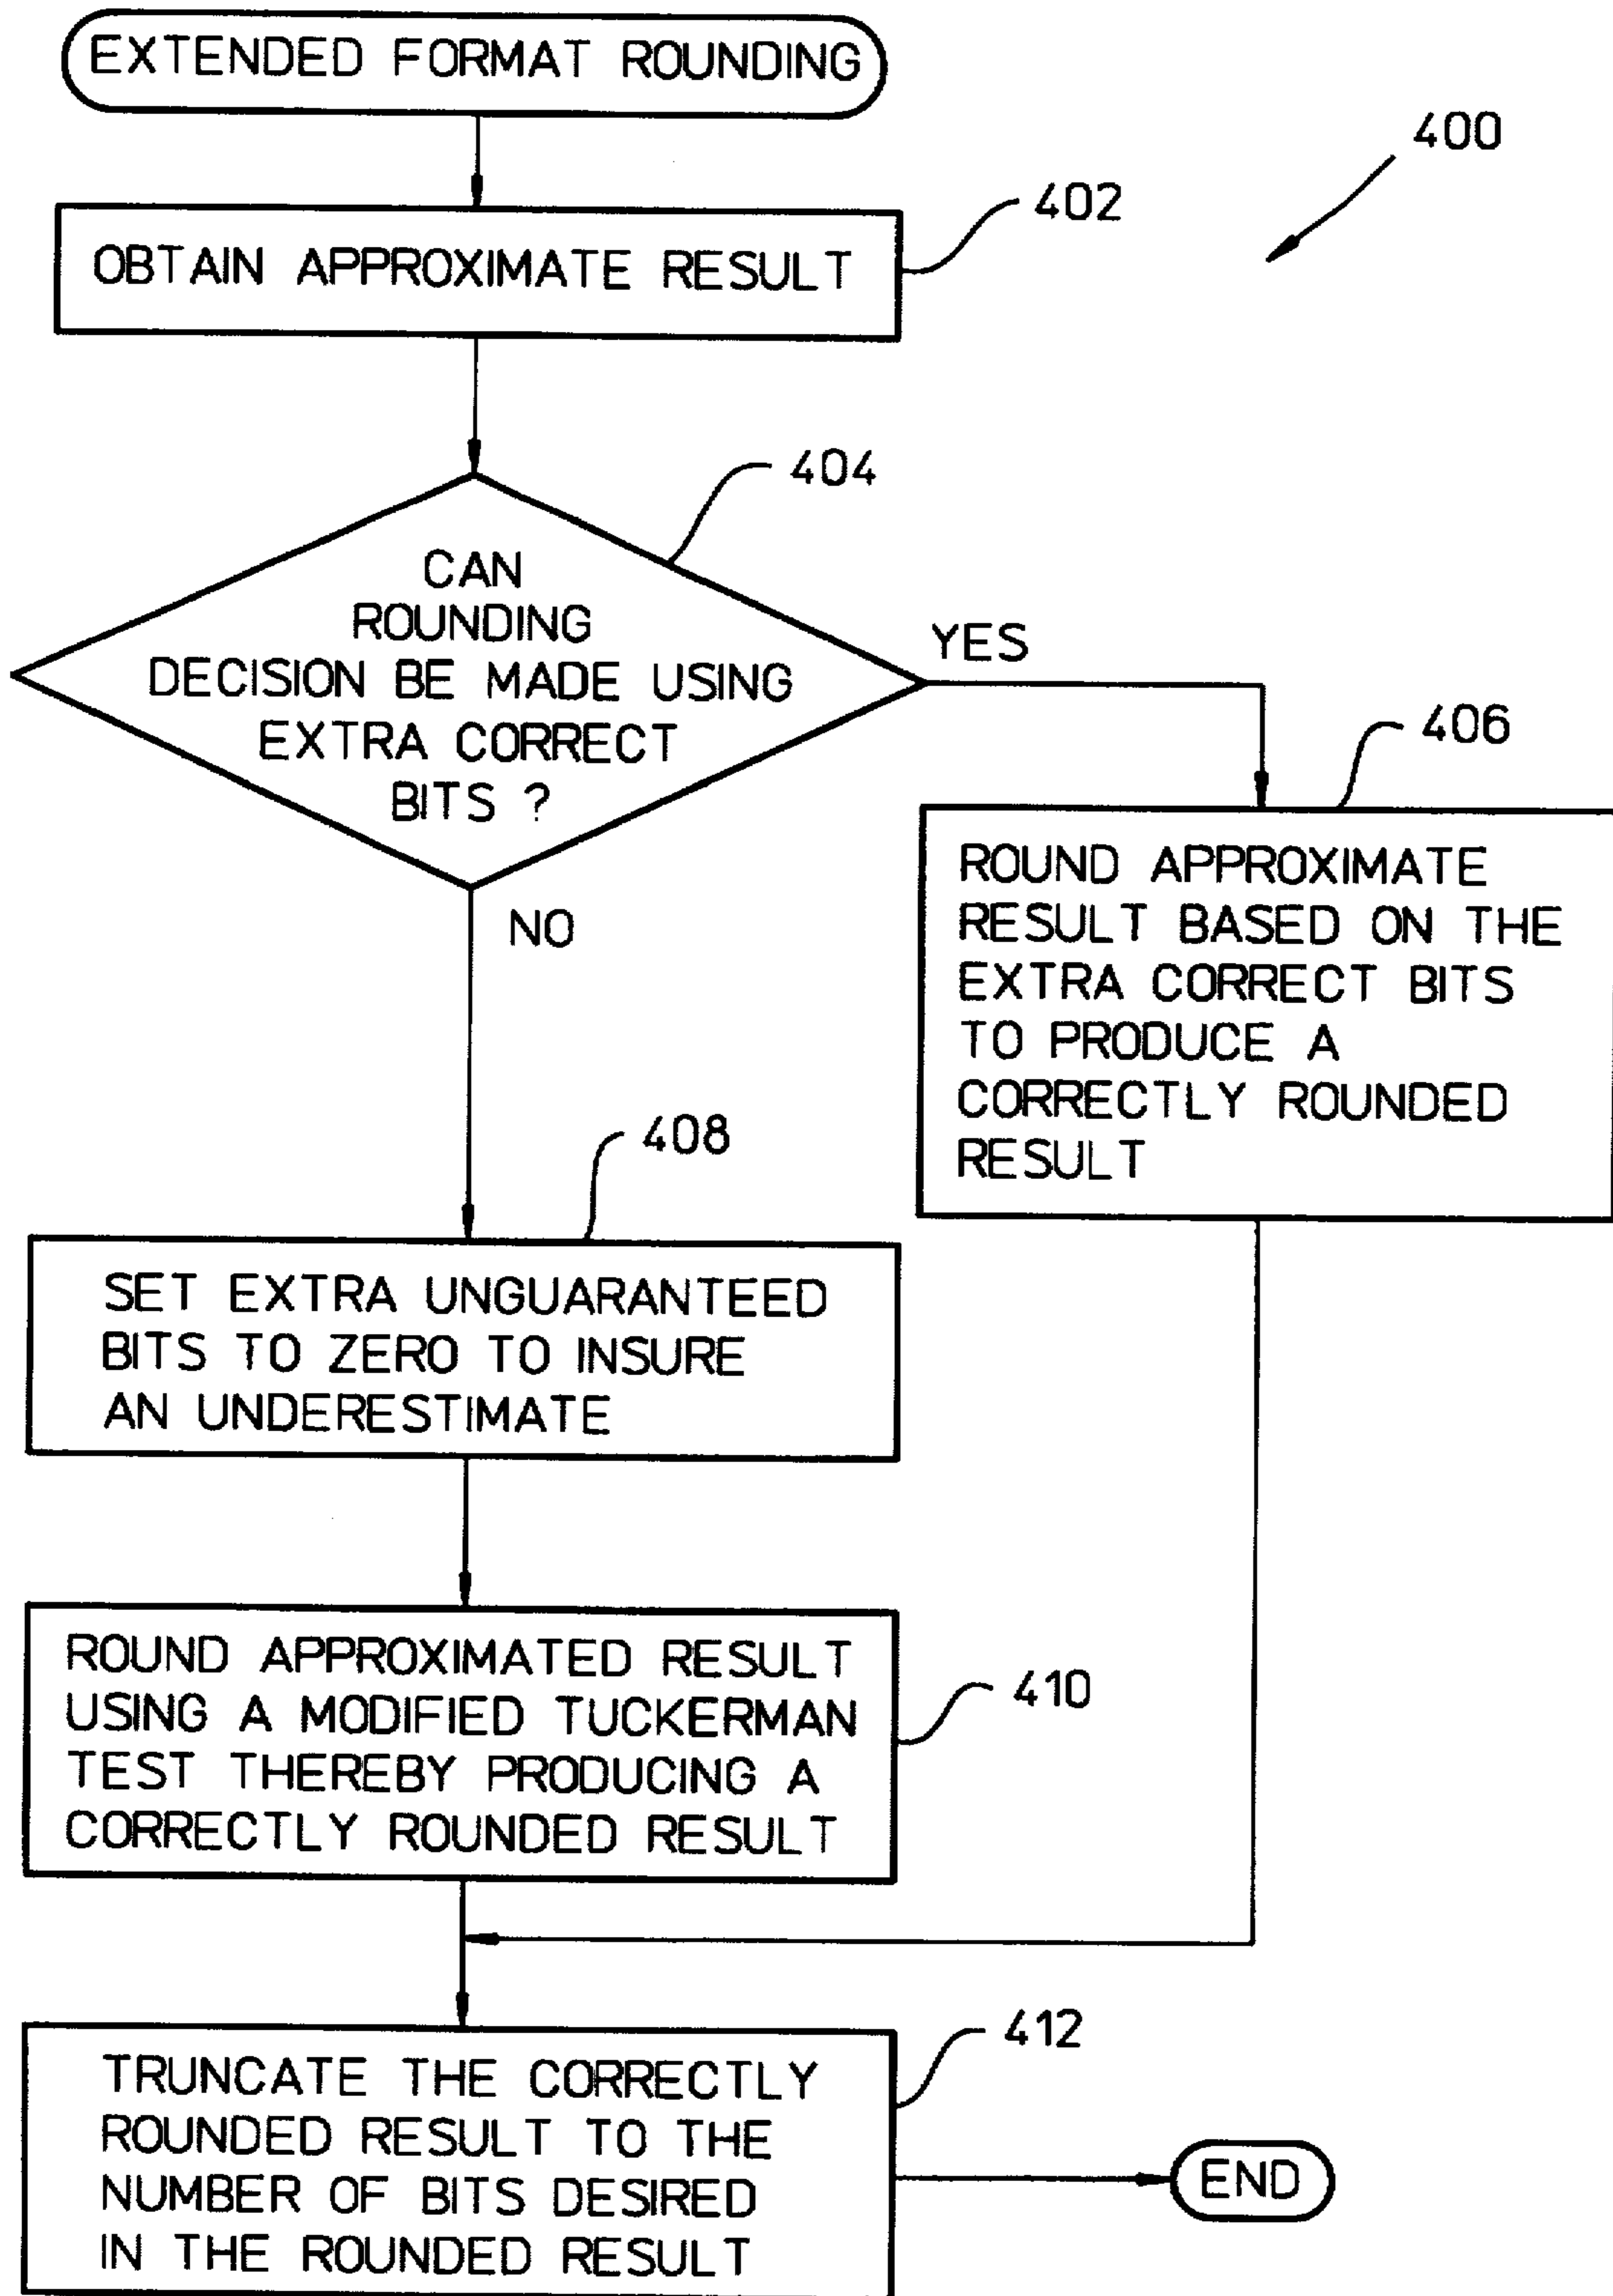 EXTENDED FORMAT ROUNDING
400
402
OBTAIN APPROXIMATE RESULT
404
CAN
ROUNDING
DECISION BE MADE USING
EXTRA CORRECT
BITS ?
YES
NO
406
ROUND APPROXIMATE
RESULT BASED ON THE
EXTRA CORRECT BITS
TO PRODUCE A
CORRECTLY ROUNDED
RESULT
408
SET EXTRA UNGUARANTEED
BITS TO ZERO TO INSURE
AN UNDERESTIMATE
410
ROUND APPROXIMATED RESULT
USING A MODIFIED TUCKERMAN
TEST THEREBY PRODUCING A
CORRECTLY ROUNDED RESULT
412
TRUNCATE THE CORRECTLY
ROUNDED RESULT TO THE
NUMBER OF BITS DESIRED
IN THE ROUNDED RESULT
END